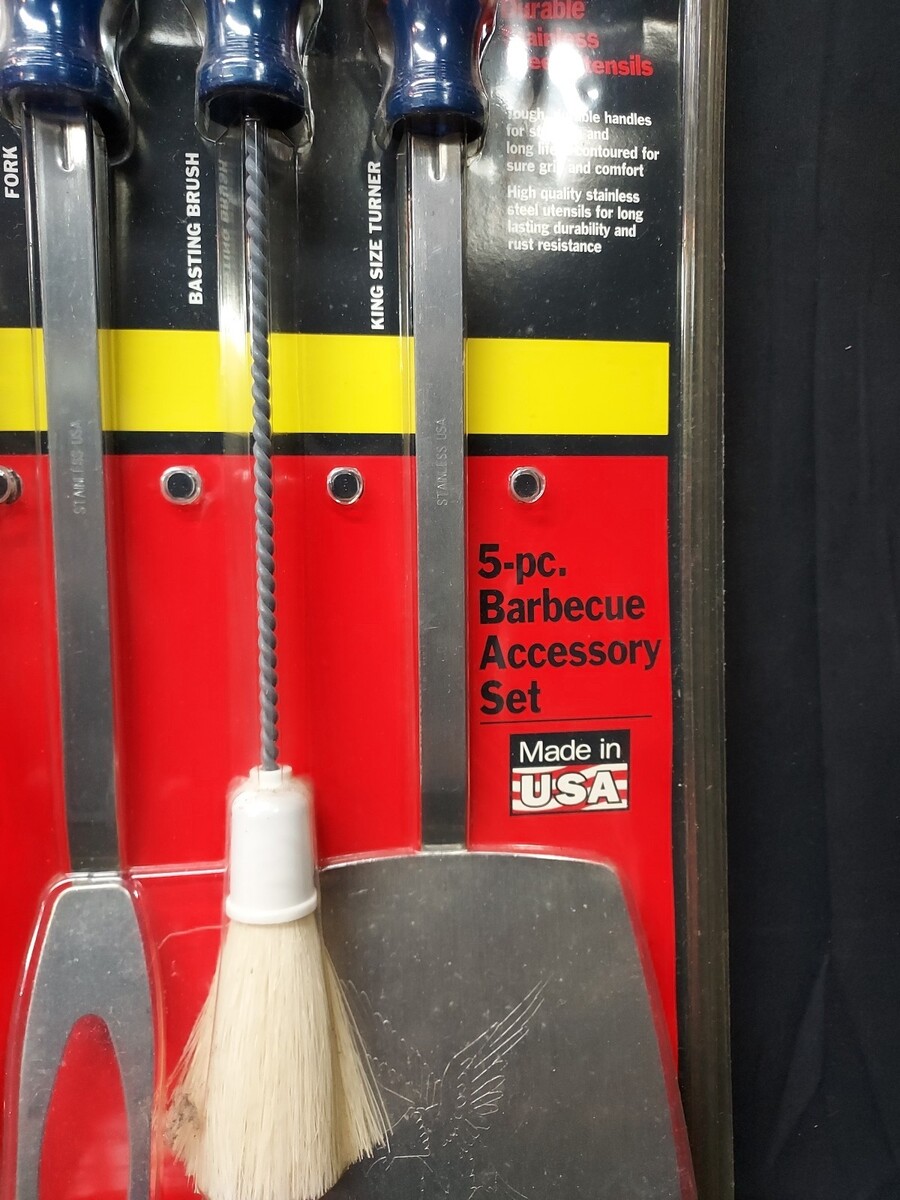 Durable
Stainless
Steel Utensils
Tough, durable handles
for st and
long life, contoured for
sure grip and comfort
High quality stainless
steel utensils for long
lasting durability and
rust resistance
FORK
BASTING BRUSH
KING SIZE TURNER
STAINLESS USA
STAINLESS USA
5-pc.
Barbecue
Accessory
Set
Made in
USA